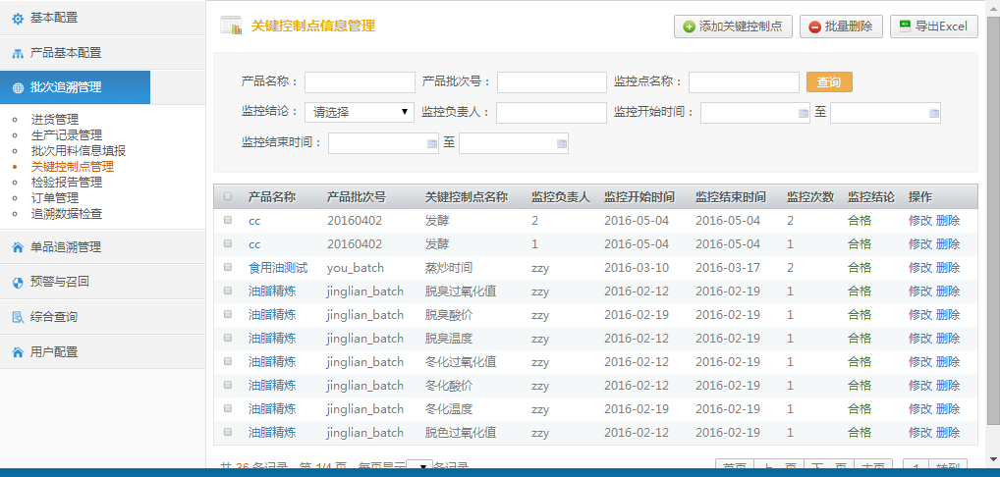 基本配置
产品基本配置
批次追溯管理
进货管理
生产记录管理
批次用料信息填报
关键控制点管理
检验报告管理
订单管理
追溯数据检查
单品追溯管理
预警与召回
综合查询
用户配置
关键控制点信息管理
添加关键控制点 批量删除 导出Excel
产品名称： 产品批次号： 监控点名称： 查询
监控结论： 请选择 监控负责人： 监控开始时间： 至
监控结束时间： 至
产品名称 产品批次号 关键控制点名称 监控负责人 监控开始时间 监控结束时间 监控次数 监控结论 操作
cc 20160402 发酵 2 2016-05-04 2016-05-04 2 合格 修改 删除
cc 20160402 发酵 1 2016-05-04 2016-05-04 1 合格 修改 删除
食用油测试 you_batch 蒸炒时间 zzy 2016-03-10 2016-03-17 2 合格 修改 删除
油脂精炼 jinglian_batch 脱臭过氧化值 zzy 2016-02-12 2016-02-19 1 合格 修改 删除
油脂精炼 jinglian_batch 脱臭酸价 zzy 2016-02-19 2016-02-19 1 合格 修改 删除
油脂精炼 jinglian_batch 脱臭温度 zzy 2016-02-12 2016-02-19 1 合格 修改 删除
油脂精炼 jinglian_batch 冬化过氧化值 zzy 2016-02-12 2016-02-19 1 合格 修改 删除
油脂精炼 jinglian_batch 冬化酸价 zzy 2016-02-12 2016-02-19 1 合格 修改 删除
油脂精炼 jinglian_batch 冬化温度 zzy 2016-02-19 2016-02-19 1 合格 修改 删除
油脂精炼 jinglian_batch 脱色过氧化值 zzy 2016-02-12 2016-02-19 1 合格 修改 删除
共 36 条记录，第 1/4 页，每页显示 条记录 首页 上一页 下一页 末页 1 转到